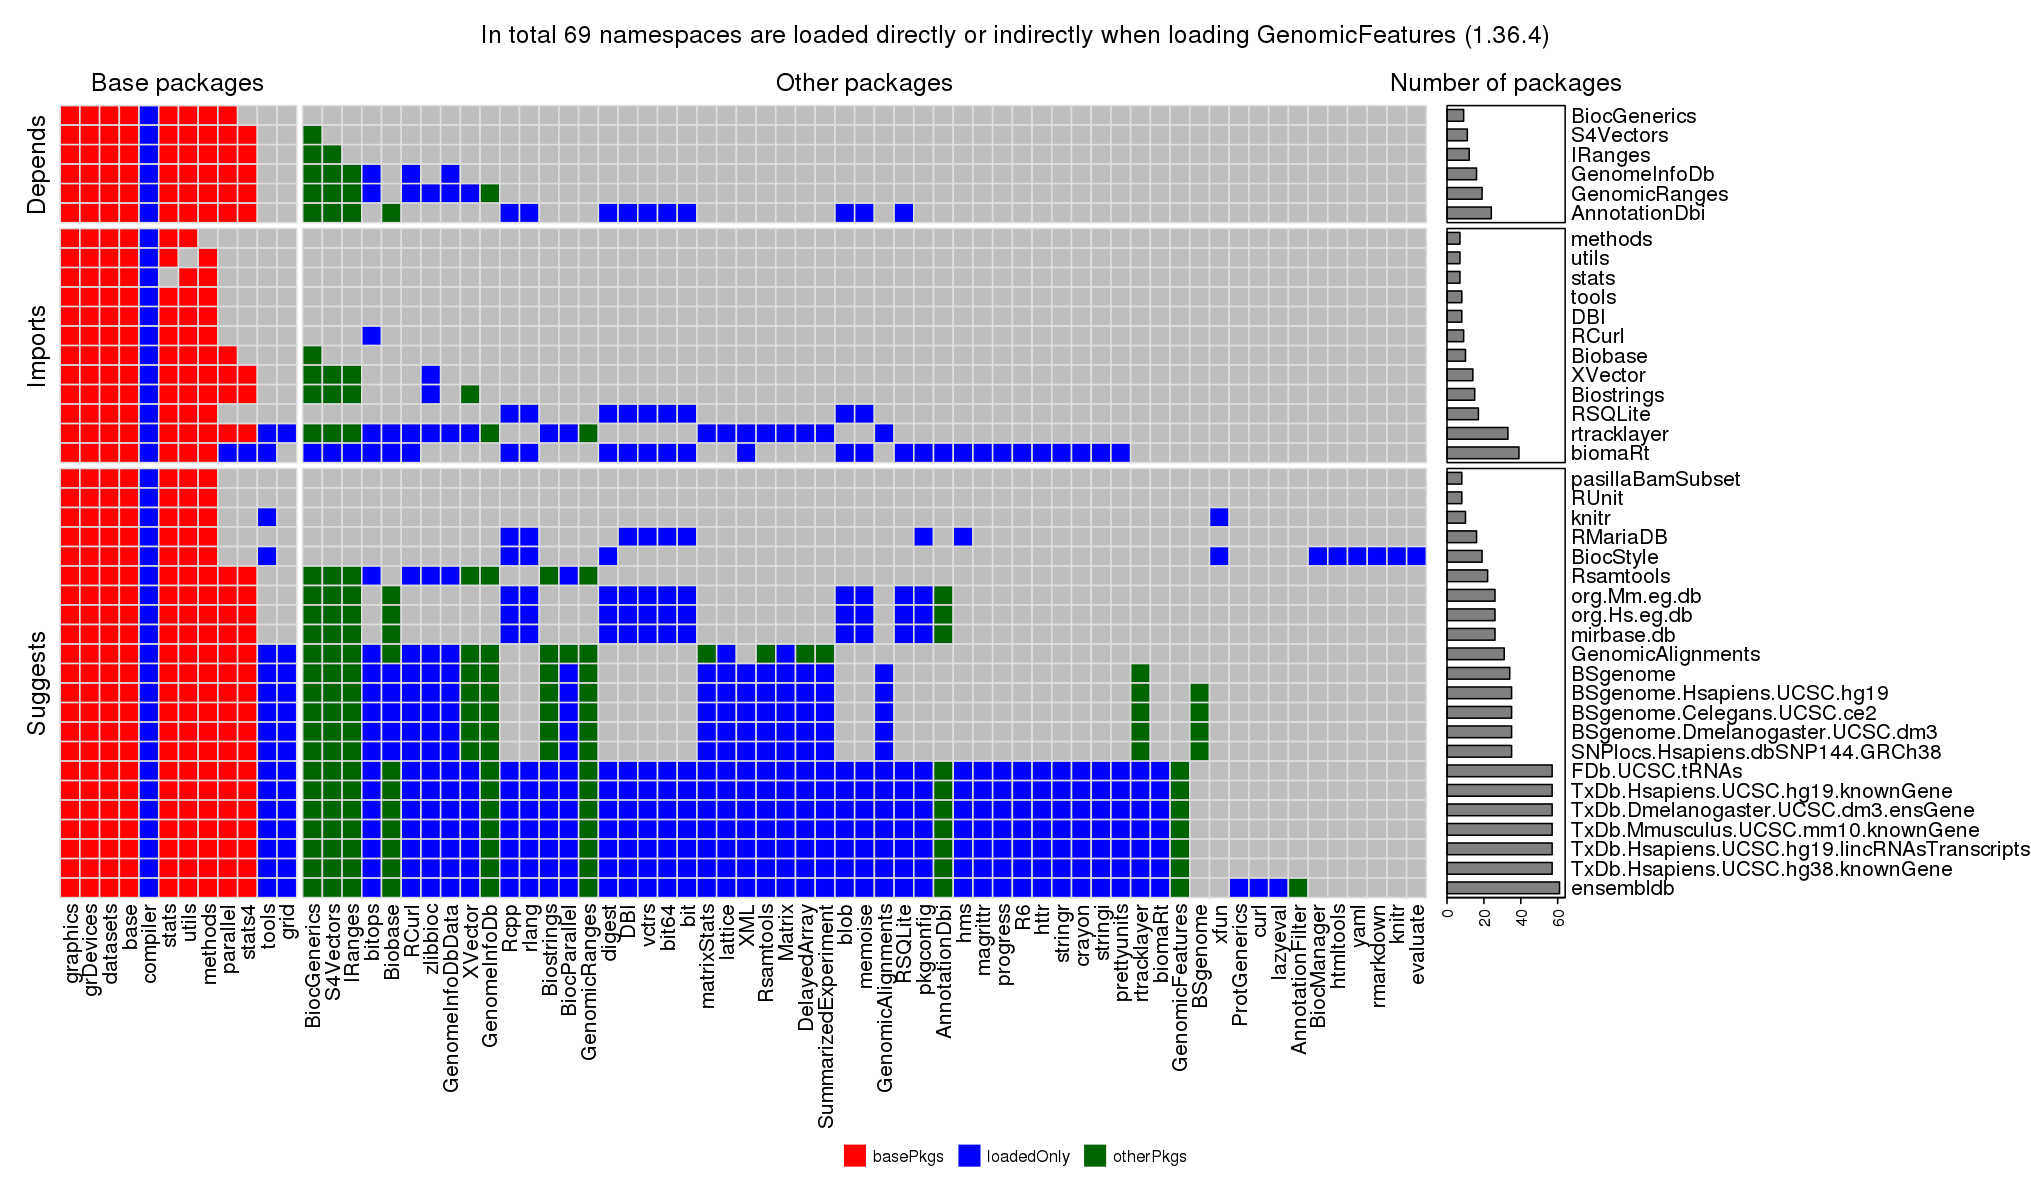 In total 69 namespaces are loaded directly or indirectly when loading GenomicFeatures (1.36.4)
Base packages
Other packages
Number of packages
Depends
BiocGenerics
S4Vectors
IRanges
GenomeInfoDb
GenomicRanges
AnnotationDbi
Imports
methods
utils
stats
tools
DBI
RCurl
Biobase
XVector
Biostrings
RSQLite
rtracklayer
biomaRt
Suggests
pasillaBamSubset
RUnit
knitr
RMariaDB
BiocStyle
Rsamtools
org.Mm.eg.db
org.Hs.eg.db
mirbase.db
GenomicAlignments
BSgenome
BSgenome.Hsapiens.UCSC.hg19
BSgenome.Celegans.UCSC.ce2
BSgenome.Dmelanogaster.UCSC.dm3
SNPlocs.Hsapiens.dbSNP144.GRCh38
FDb.UCSC.tRNAs
TxDb.Hsapiens.UCSC.hg19.knownGene
TxDb.Dmelanogaster.UCSC.dm3.ensGene
TxDb.Mmusculus.UCSC.mm10.knownGene
TxDb.Hsapiens.UCSC.hg19.lincRNAsTranscripts
TxDb.Hsapiens.UCSC.hg38.knownGene
ensembldb
0
20
40
60
graphics
grDevices
datasets
base
compiler
stats
utils
methods
parallel
stats4
tools
grid
BiocGenerics
S4Vectors
IRanges
bitops
Biobase
RCurl
zlibbioc
GenomeInfoDbData
XVector
GenomeInfoDb
Rcpp
rlang
Biostrings
BiocParallel
GenomicRanges
digest
DBI
vctrs
bit64
bit
matrixStats
lattice
XML
Rsamtools
Matrix
DelayedArray
SummarizedExperiment
blob
memoise
GenomicAlignments
RSQLite
pkgconfig
AnnotationDbi
hms
magrittr
progress
R6
httr
stringr
crayon
stringi
prettyunits
rtracklayer
biomaRt
GenomicFeatures
BSgenome
xfun
ProtGenerics
curl
lazyeval
AnnotationFilter
BiocManager
htmltools
yaml
rmarkdown
knitr
evaluate
basePkgs
loadedOnly
otherPkgs